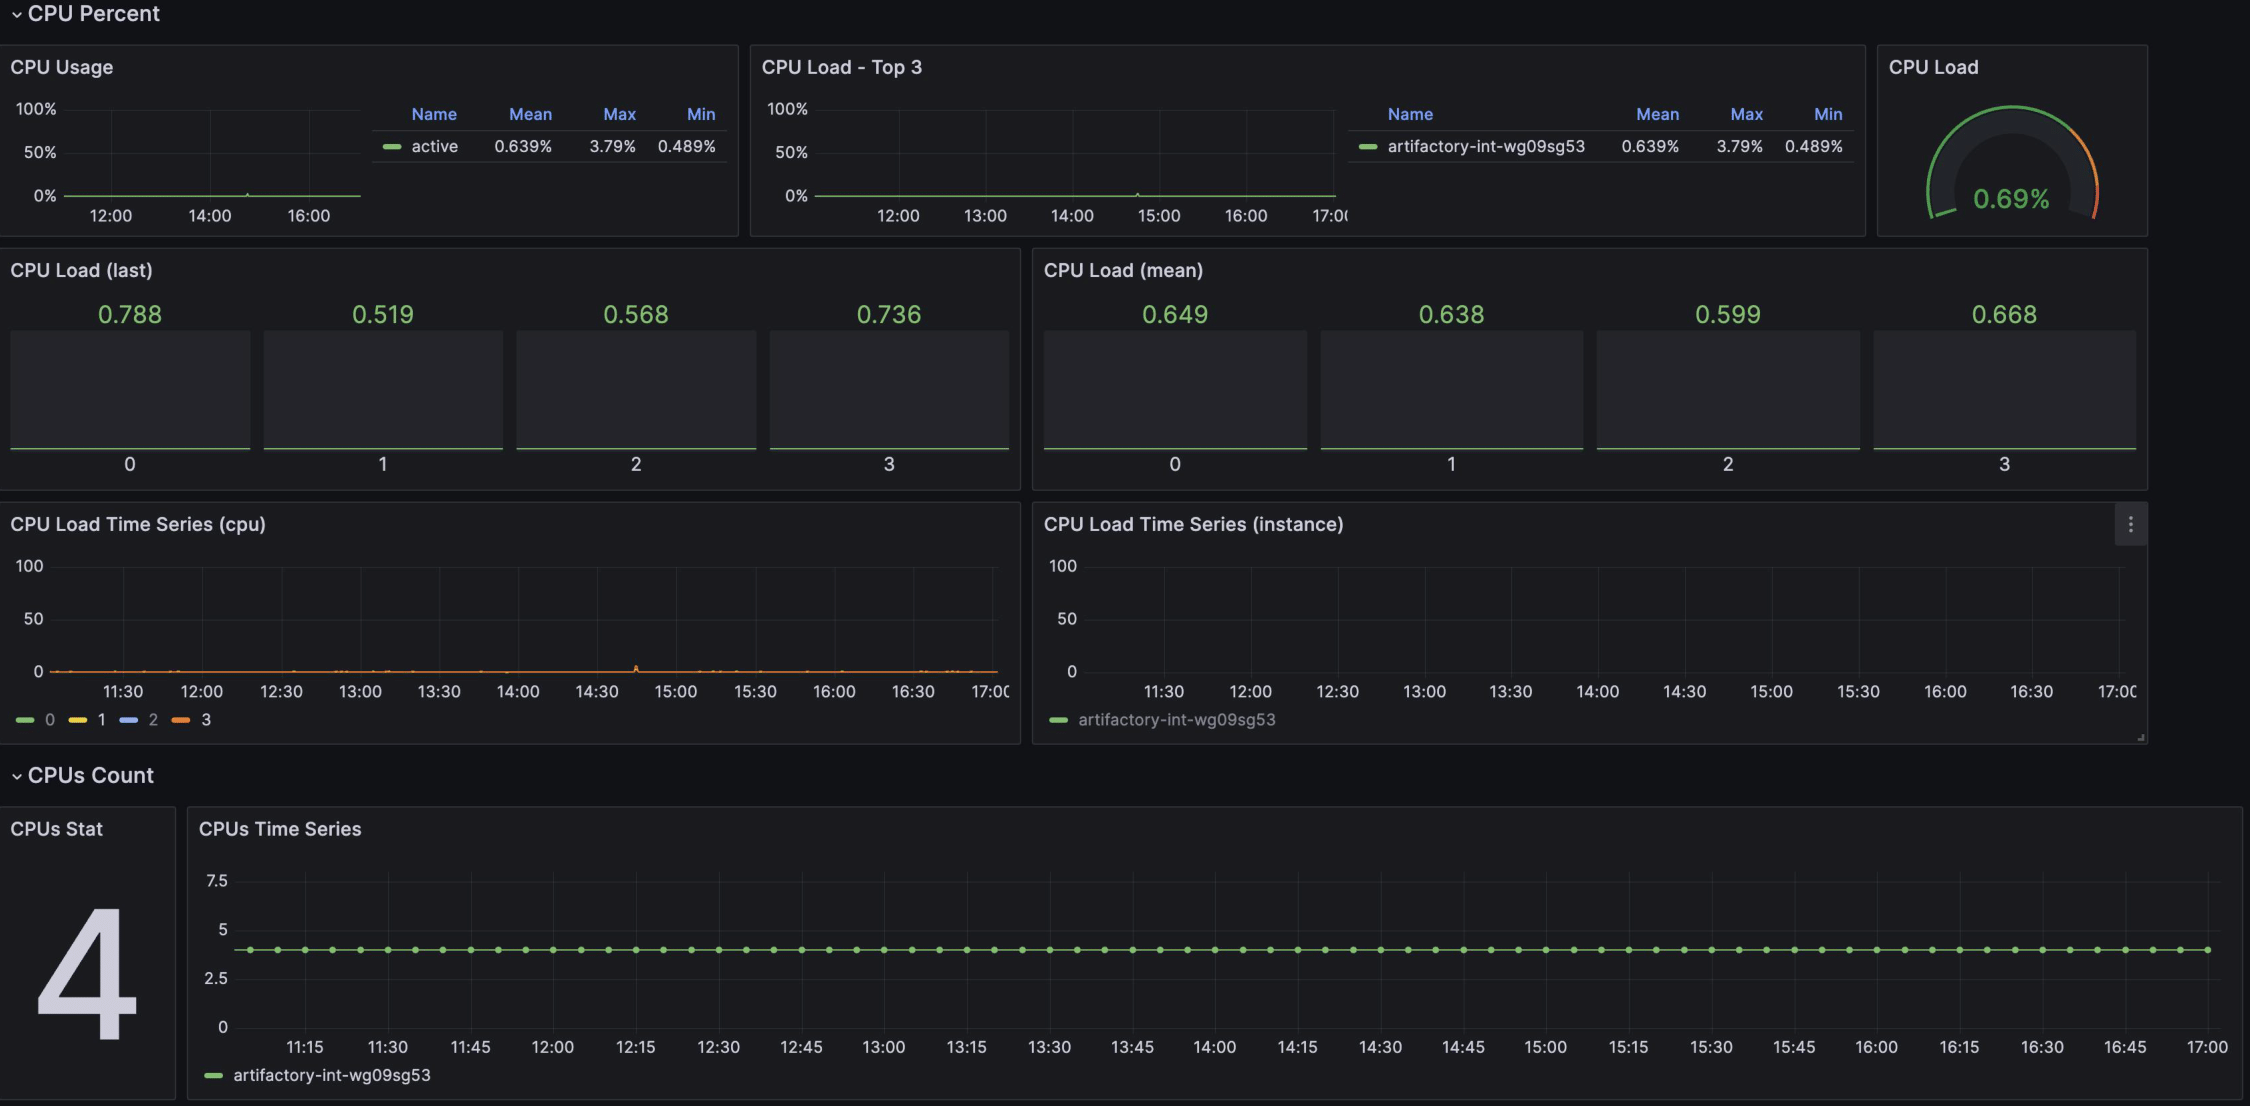 CPU Percent
CPU Usage
100%
50%
0%
12:00 14:00 16:00
Name Mean Max Min
active 0.639% 3.79% 0.489%
CPU Load - Top 3
100%
50%
0%
12:00 13:00 14:00 15:00 16:00 17:0(
Name Mean Max Min
artifactory-int-wg09sg53 0.639% 3.79% 0.489%
CPU Load
0.69%
CPU Load (last)
0.788 0.519 0.568 0.736
0 1 2 3
CPU Load (mean)
0.649 0.638 0.599 0.668
0 1 2 3
CPU Load Time Series (cpu)
100
50
0
11:30 12:00 12:30 13:00 13:30 14:00 14:30 15:00 15:30 16:00 16:30 17:0(
0 1 2 3
CPU Load Time Series (instance)
100
50
0
11:30 12:00 12:30 13:00 13:30 14:00 14:30 15:00 15:30 16:00 16:30 17:0(
artifactory-int-wg09sg53
CPUs Count
CPUs Stat
4
CPUs Time Series
7.5
5
2.5
0
11:15 11:30 11:45 12:00 12:15 12:30 12:45 13:00 13:15 13:30 13:45 14:00 14:15 14:30 14:45 15:00 15:15 15:30 15:45 16:00 16:15 16:30 16:45 17:00
artifactory-int-wg09sg53